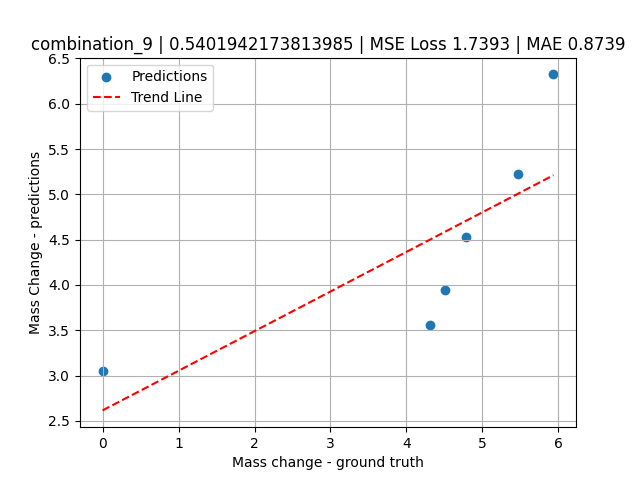 combination_9 | 0.5401942173813985 | MSE Loss 1.7393 | MAE 0.8739
Predictions
Trend Line
6.5
6.0
5.5
5.0
4.5
4.0
3.5
3.0
2.5
Mass Change - predictions
0 1 2 3 4 5 6
Mass change - ground truth